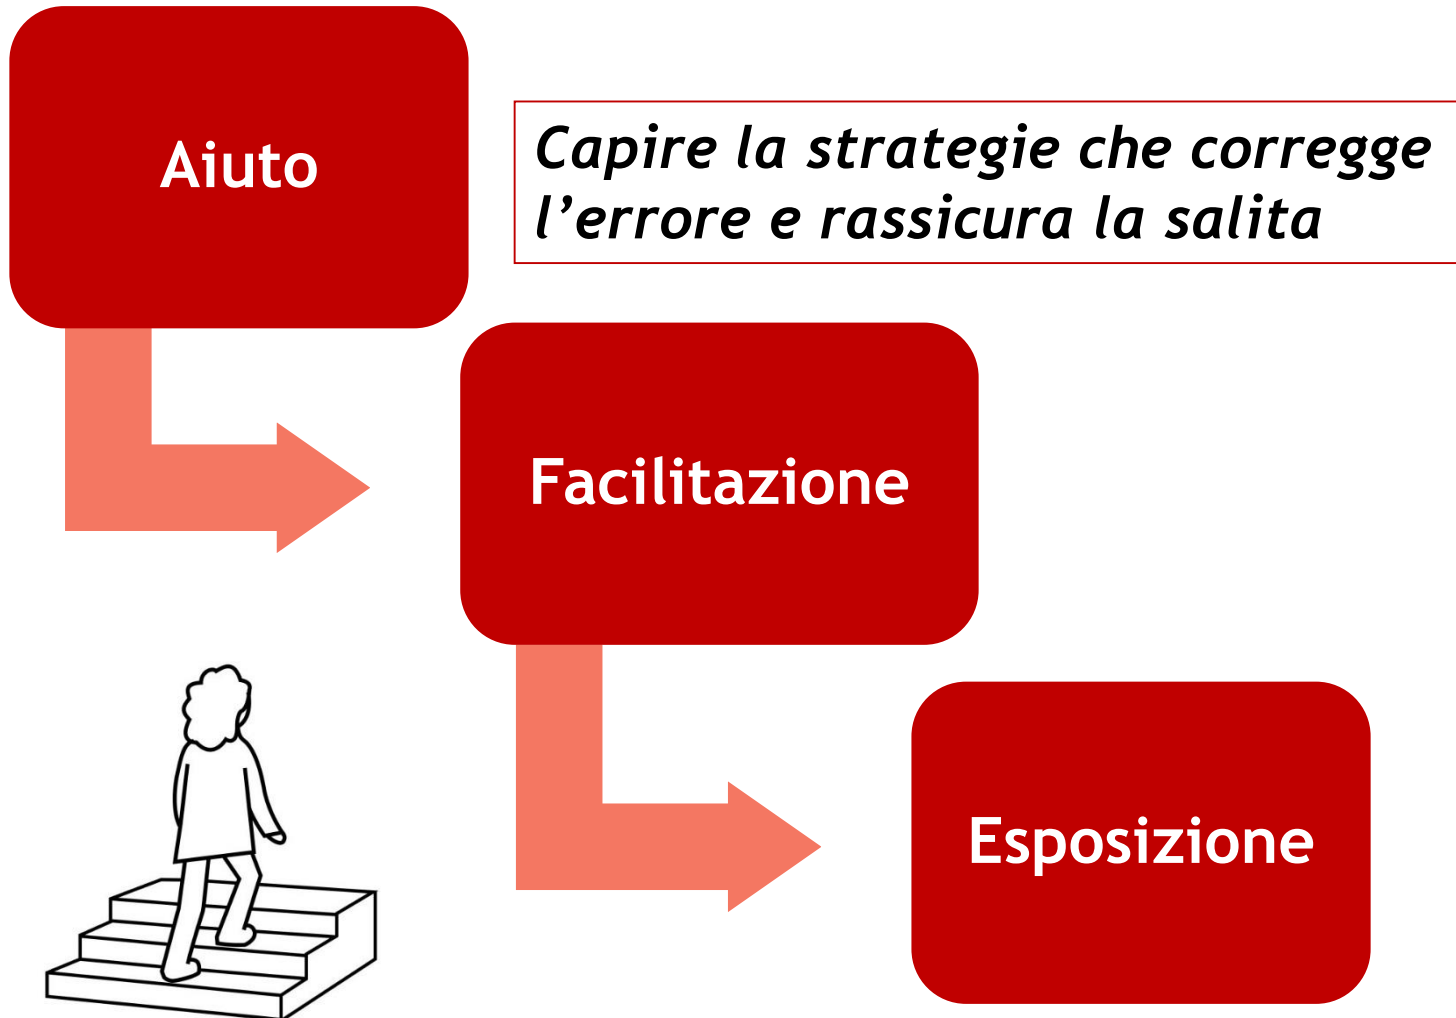 Aiuto
Capire la strategie che corregge
l’errore e rassicura la salita
Facilitazione
Esposizione